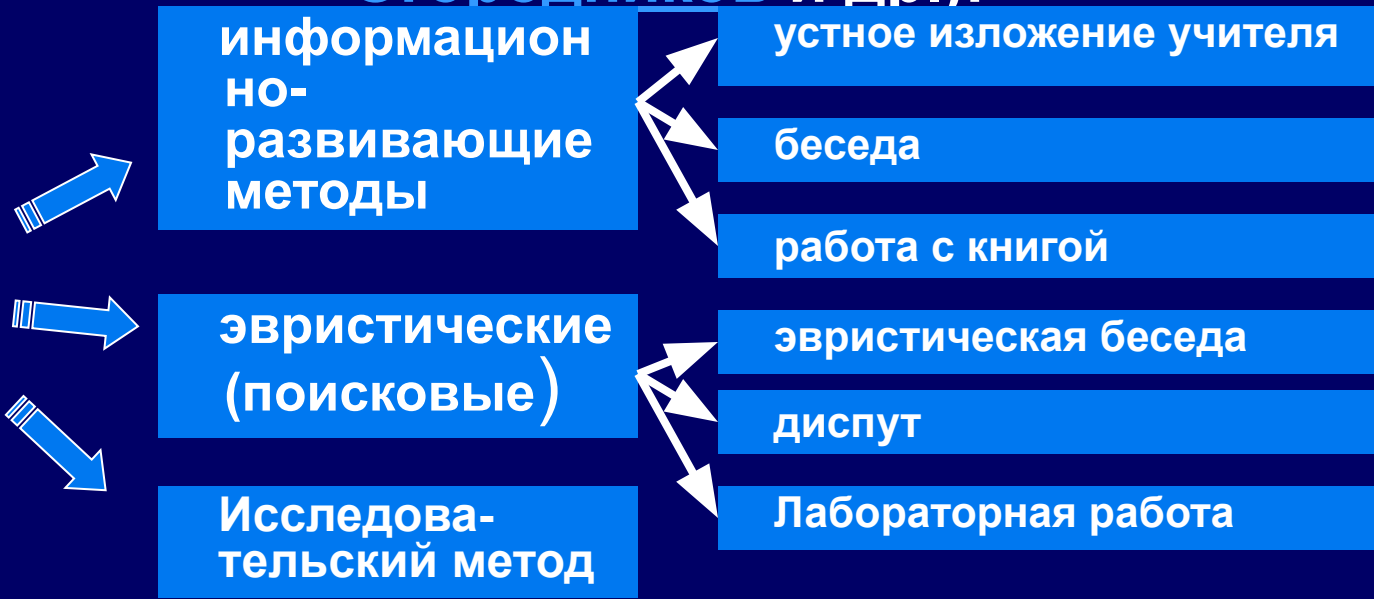 информацион
но-
развивающие
методы
устное изложение учителя
беседа
работа с книгой
эвристические
(поисковые)
эвристическая беседа
диспут
Лабораторная работа
Исследова-
тельский метод